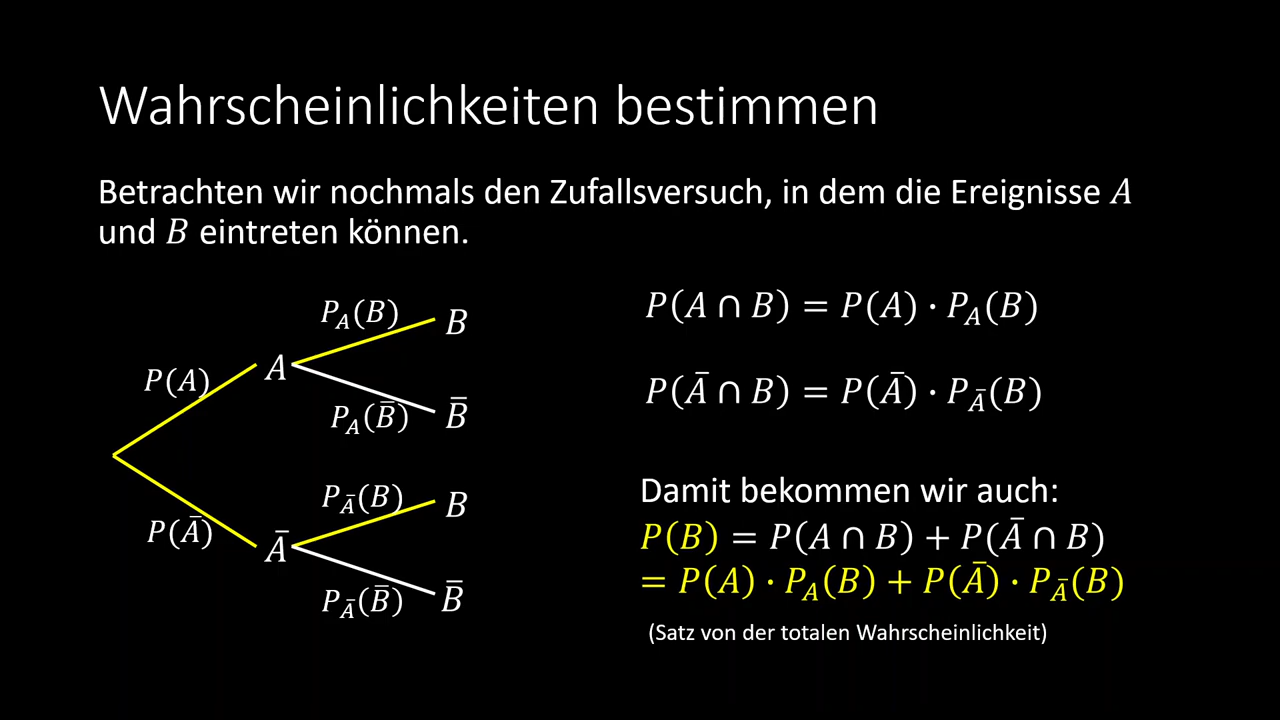 Wahrscheinlichkeiten bestimmen
Betrachten wir nochmals den Zufallsversuch, in dem die Ereignisse A
und B eintreten können.
P_A(B)
B
P(A)
A
P_A(B̄)
B̄
P_Ā(B)
B
P(Ā)
Ā
P_Ā(B̄)
B̄
P(A ∩ B) = P(A) · P_A(B)
P(Ā ∩ B) = P(Ā) · P_Ā(B)
Damit bekommen wir auch:
P(B) = P(A ∩ B) + P(Ā ∩ B)
= P(A) · P_A(B) + P(Ā) · P_Ā(B)
(Satz von der totalen Wahrscheinlichkeit)